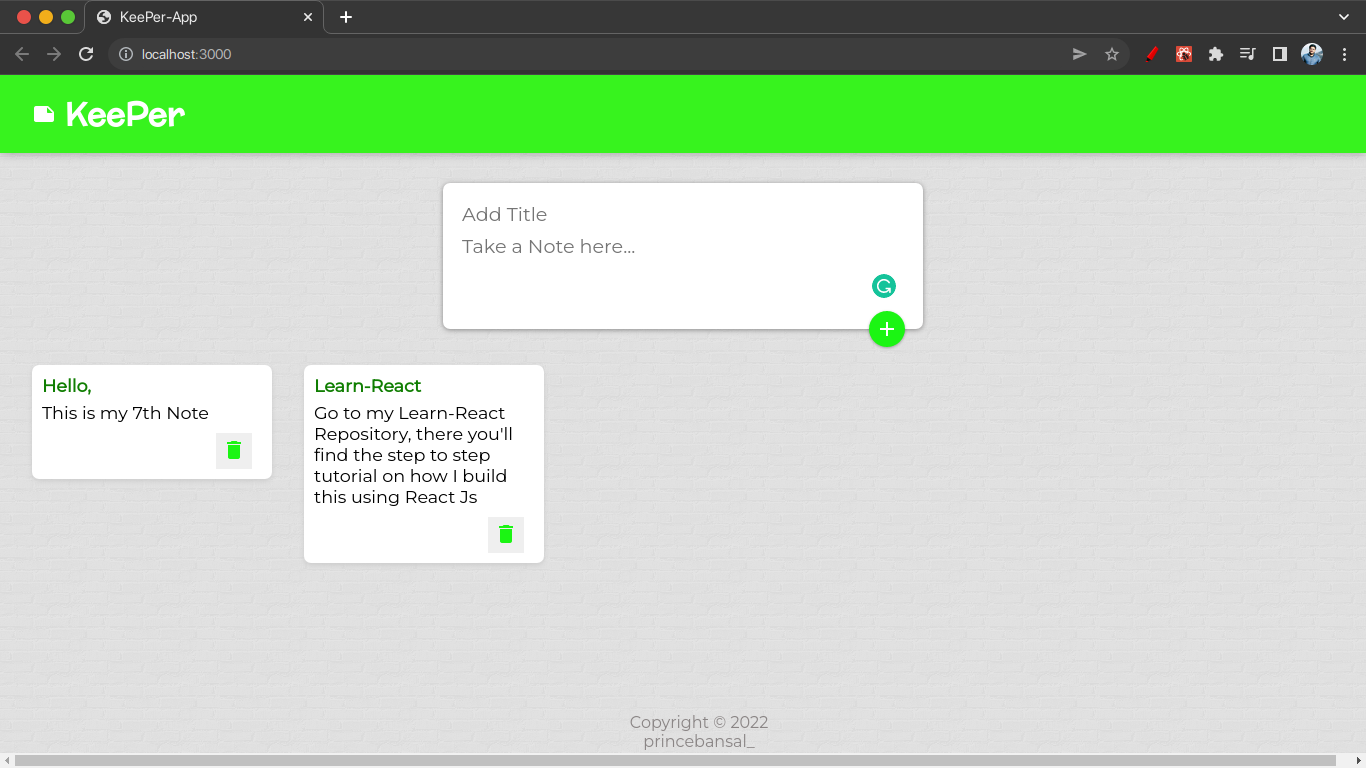 KeePer-App
localhost:3000
KeePer
Add Title
Take a Note here...
Hello,
This is my 7th Note
Learn-React
Go to my Learn-React
Repository, there you'll
find the step to step
tutorial on how I build
this using React Js
Copyright © 2022
princebansal_